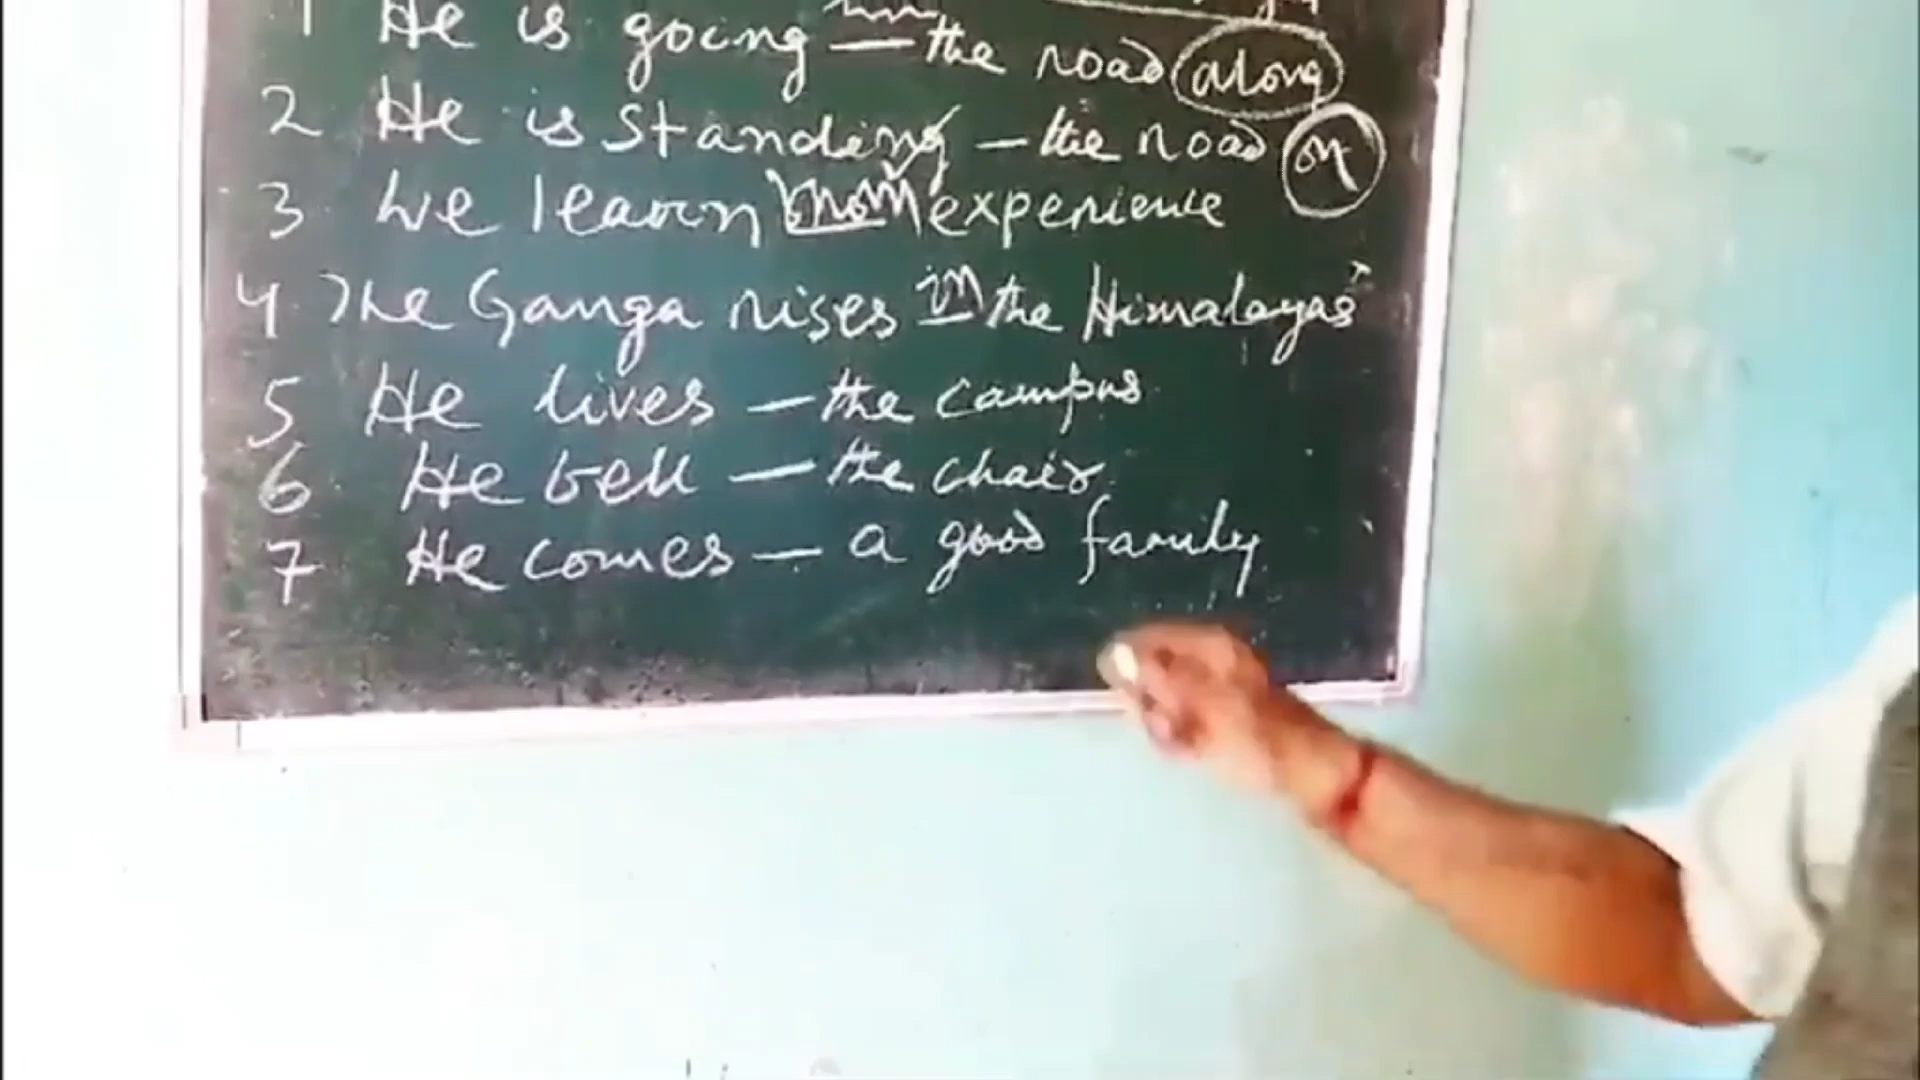 1 He is going — the road along
2 He is standing — the road on
3 We learn from experience
4 The Ganga rises in the Himalayas
5 He lives — the campus
6 He fell — the chair
7 He comes — a good family